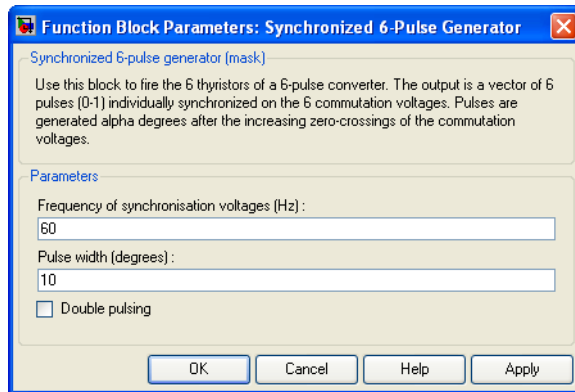 Function Block Parameters: Synchronized 6-Pulse Generator
Synchronized 6-pulse generator (mask)
Use this block to fire the 6 thyristors of a 6-pulse converter. The output is a vector of 6
pulses (0-1) individually synchronized on the 6 commutation voltages. Pulses are
generated alpha degrees after the increasing zero-crossings of the commutation
voltages.
Parameters
Frequency of synchronisation voltages (Hz) :
60
Pulse width (degrees) :
10
Double pulsing
OK Cancel Help Apply